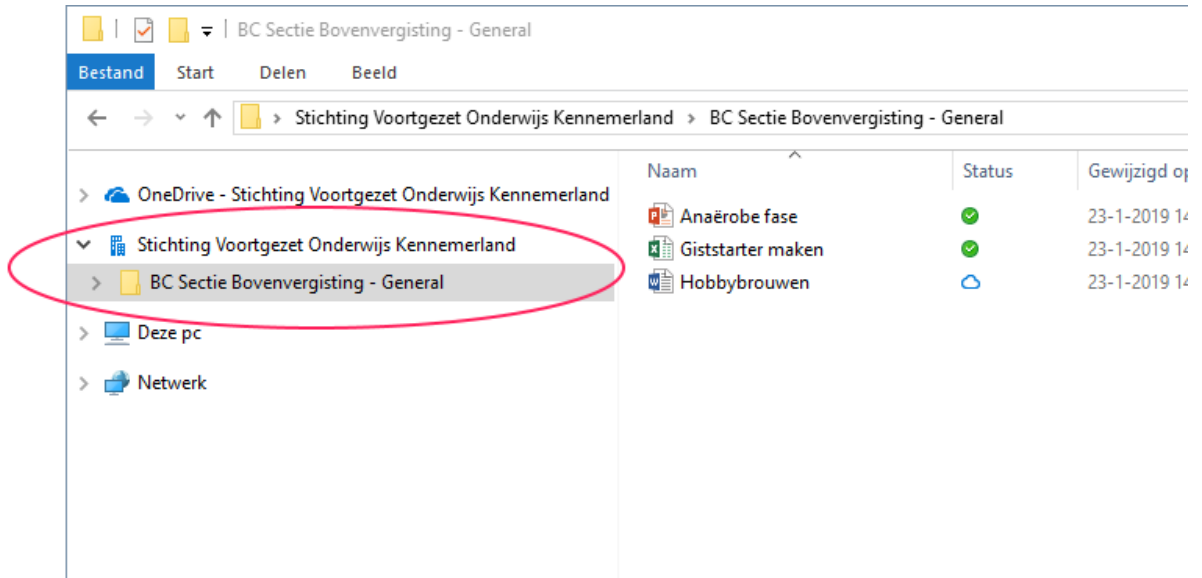 BC Sectie Bovenvergisting - General
Bestand Start Delen Beeld
Stichting Voortgezet Onderwijs Kennemerland > BC Sectie Bovenvergisting - General
Naam Status Gewijzigd op
OneDrive - Stichting Voortgezet Onderwijs Kennemerland
Anaërobe fase 23-1-2019 14
Stichting Voortgezet Onderwijs Kennemerland
Giststarter maken 23-1-2019 14
BC Sectie Bovenvergisting - General
Hobbybrouwen 23-1-2019 14
Deze pc
Netwerk